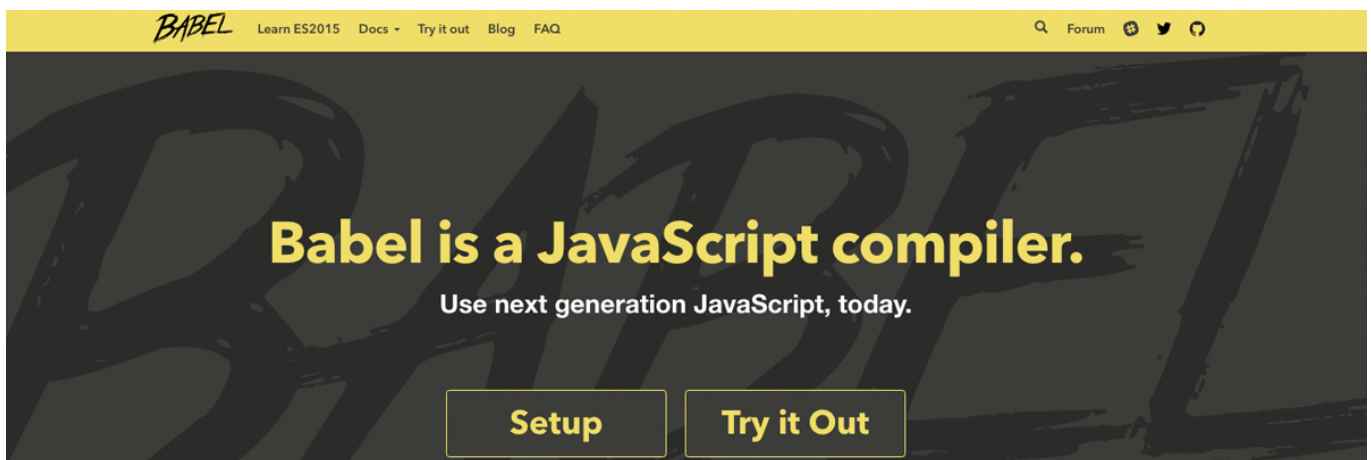 BABEL Learn ES2015 Docs Try it out Blog FAQ Forum
BABEL
Babel is a JavaScript compiler.
Use next generation JavaScript, today.
Setup Try it Out